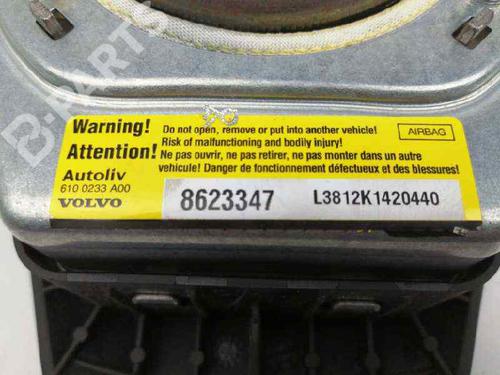 B-PARTS
Warning! Do not open, remove or put into another vehicle! AIRBAG
Risk of malfunctioning and bodily injury!
Attention! Ne pas ouvrir, ne pas retirer, ne pas monter dans un autre
véhicule! Danger de fonctionnement défectueux et des blessures!
Autoliv
610 0233 A00
VOLVO 8623347 L3812K1420440